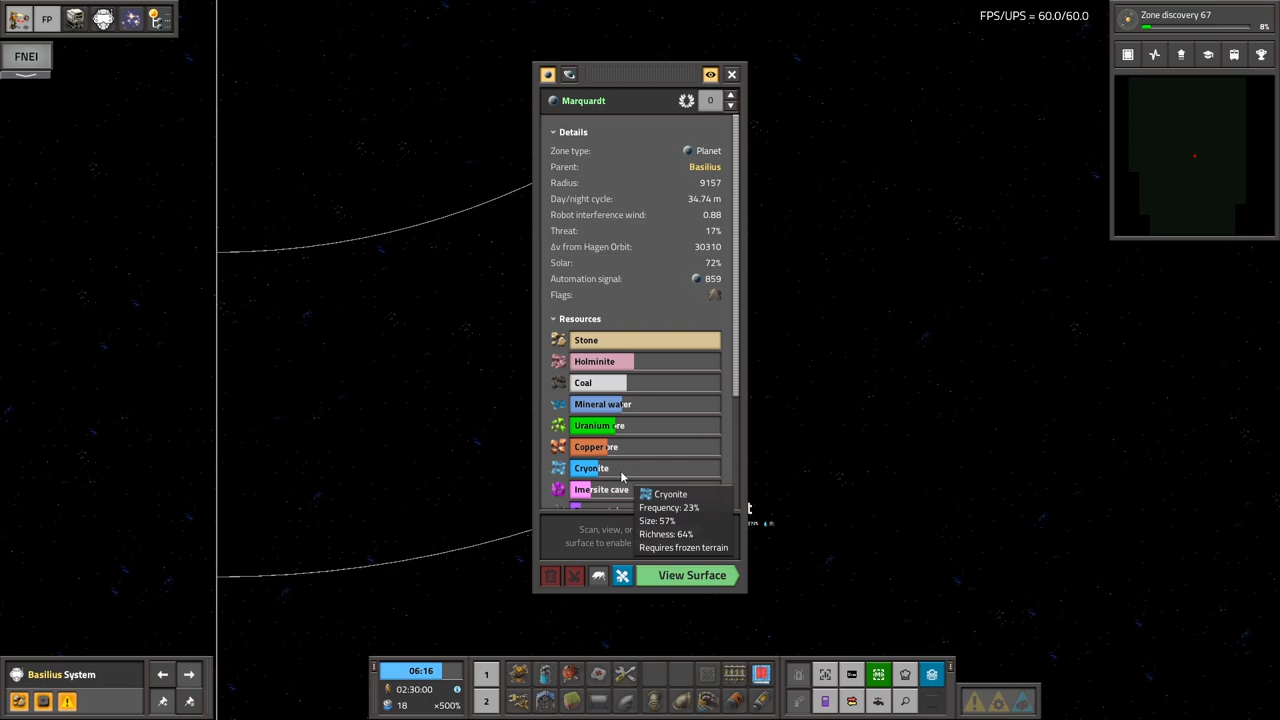 FP
FPS/UPS = 60.0/60.0
Zone discovery 67
8%
FNEI
Marquardt
0
Details
Zone type: Planet
Parent: Basilius
Radius: 9157
Day/night cycle: 34.74 m
Robot interference wind: 0.88
Threat: 17%
Δv from Hagen Orbit: 30310
Solar: 72%
Automation signal: 859
Flags:
Resources
Stone
Holminite
Coal
Mineral water
Uranium ore
Copper ore
Cryonite
Imersite cave
Cryonite
Frequency: 23%
Size: 57%
Richness: 64%
Requires frozen terrain
Scan, view, or
surface to enable
View Surface
Basilius System
06:16
02:30:00
18 ×500%
1
2